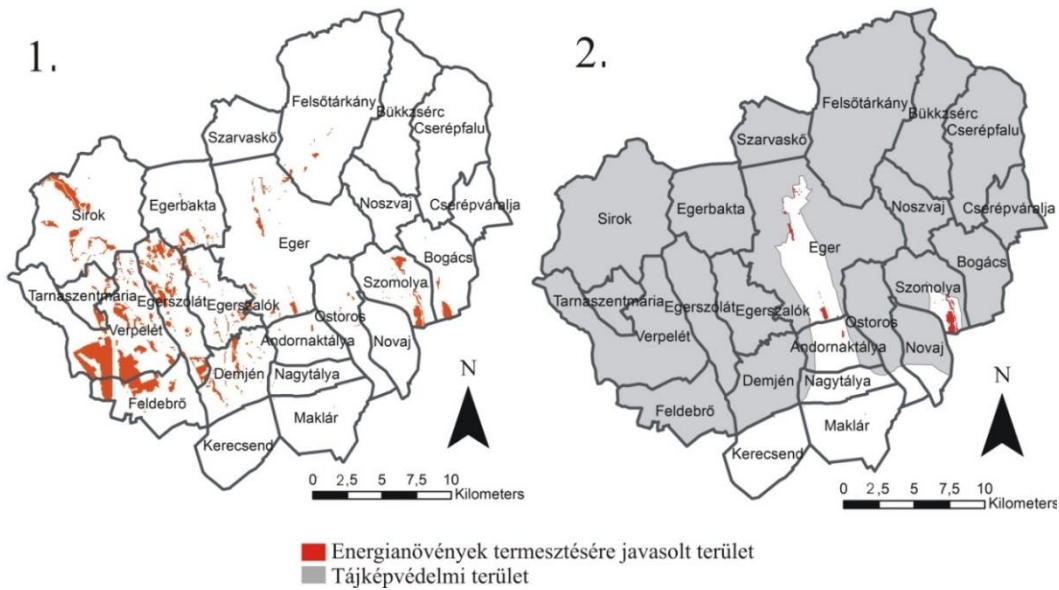 1.
Felsőtárkány
Bükkzsérc
Cserépfalu
Szarvaskő
Sirok
Egerbakta
Noszvaj
Cserépváralja
Eger
Bogács
Szomolya
Tarnaszentmária
Egerszólát
Egerszalók
Ostoros
Verpelét
Andornaktálya
Novaj
Demjén
Nagytálya
Feldebrő
Maklár
Kerecsend
N
0 2,5 5 7,5 10
Kilometers
2.
Felsőtárkány
Bükkzsérc
Cserépfalu
Szarvaskő
Sirok
Egerbakta
Noszvaj
Cserépváralja
Eger
Bogács
Szomolya
Tarnaszentmária
Egerszólát
Egerszalók
Ostoros
Verpelét
Andornaktálya
Novaj
Demjén
Nagytálya
Feldebrő
Maklár
Kerecsend
N
0 2,5 5 7,5 10
Kilometers
Energianövények termesztésére javasolt terület
Tájképvédelmi terület